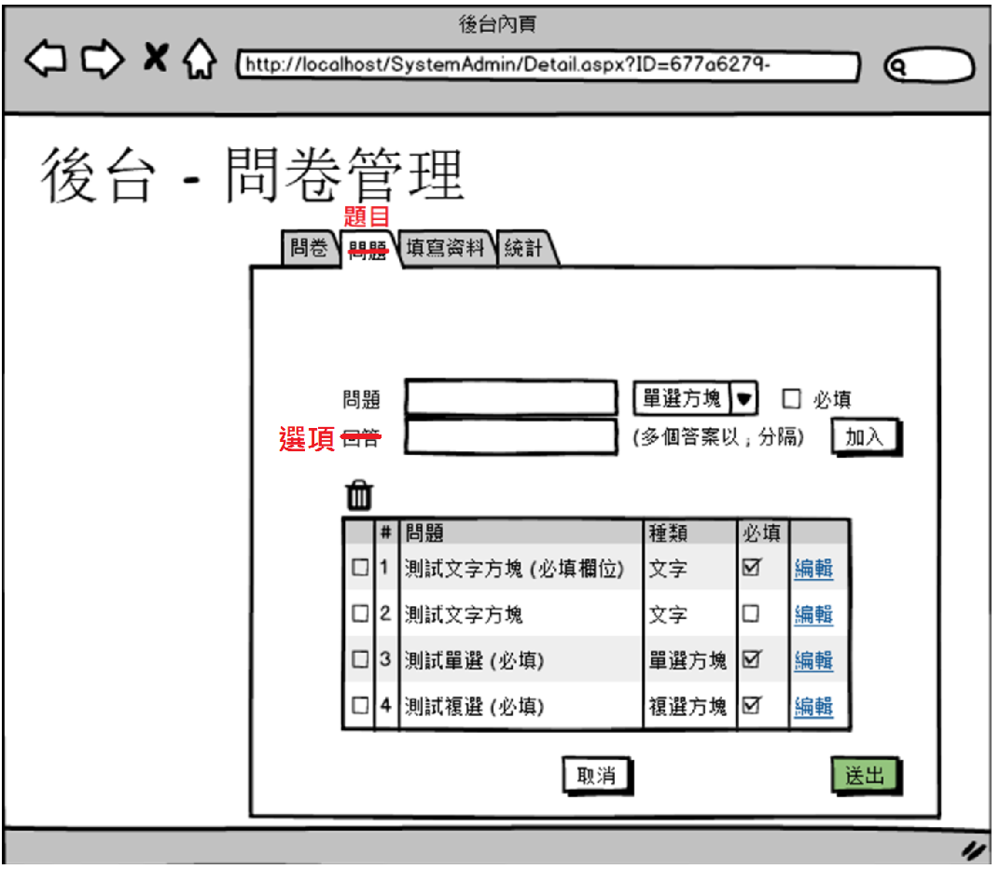 後台內頁
http://localhost/SystemAdmin/Detail.aspx?ID=677a6279-
後台 - 問卷管理
題目
問卷 問題 填寫資料 統計
問題 單選方塊 必填
選項 回答 (多個答案以 ; 分隔) 加入
# 問題 種類 必填
1 測試文字方塊 (必填欄位) 文字 編輯
2 測試文字方塊 文字 編輯
3 測試單選 (必填) 單選方塊 編輯
4 測試複選 (必填) 複選方塊 編輯
取消 送出